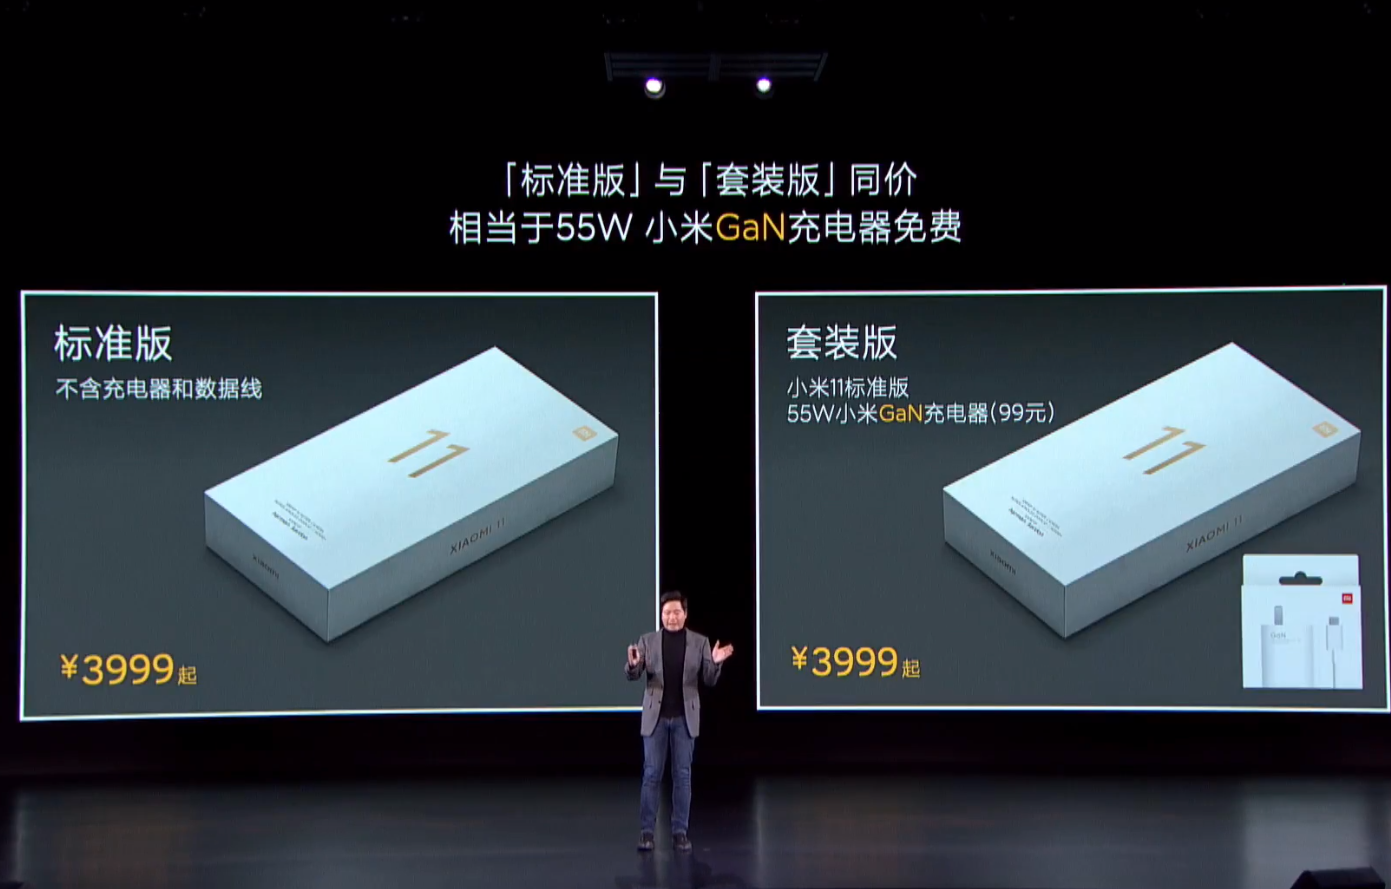 「标准版」与「套装版」同价
相当于55W 小米GaN充电器免费
标准版
不含充电器和数据线
11
XIAOMI 11
XIAOMI
¥3999起
套装版
小米11标准版
55W小米GaN充电器(99元)
11
XIAOMI 11
XIAOMI
GaN
¥3999起